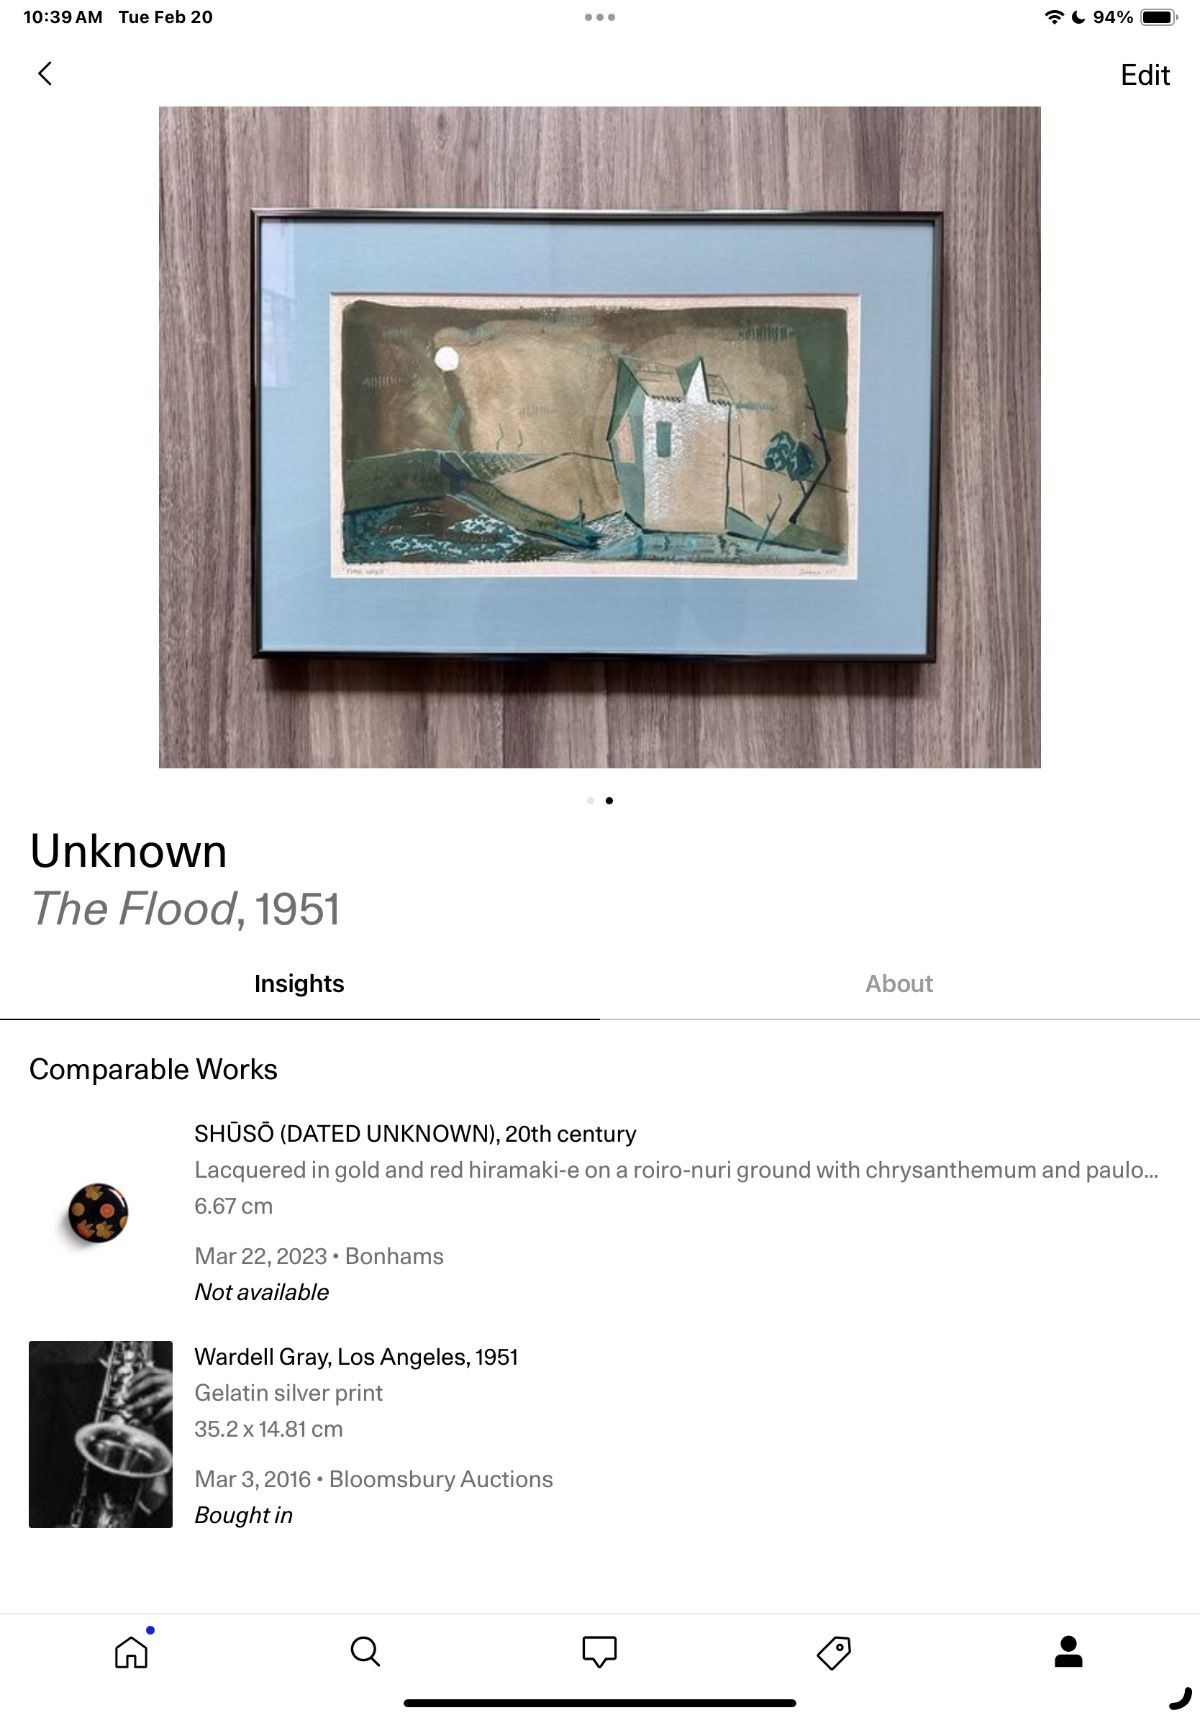 10:39 AM Tue Feb 20
94%
Edit
Unknown
The Flood, 1951
Insights
About
Comparable Works
SHŪSŌ (DATED UNKNOWN), 20th century
Lacquered in gold and red hiramaki-e on a roiro-nuri ground with chrysanthemum and paulo...
6.67 cm
Mar 22, 2023 • Bonhams
Not available
Wardell Gray, Los Angeles, 1951
Gelatin silver print
35.2 x 14.81 cm
Mar 3, 2016 • Bloomsbury Auctions
Bought in